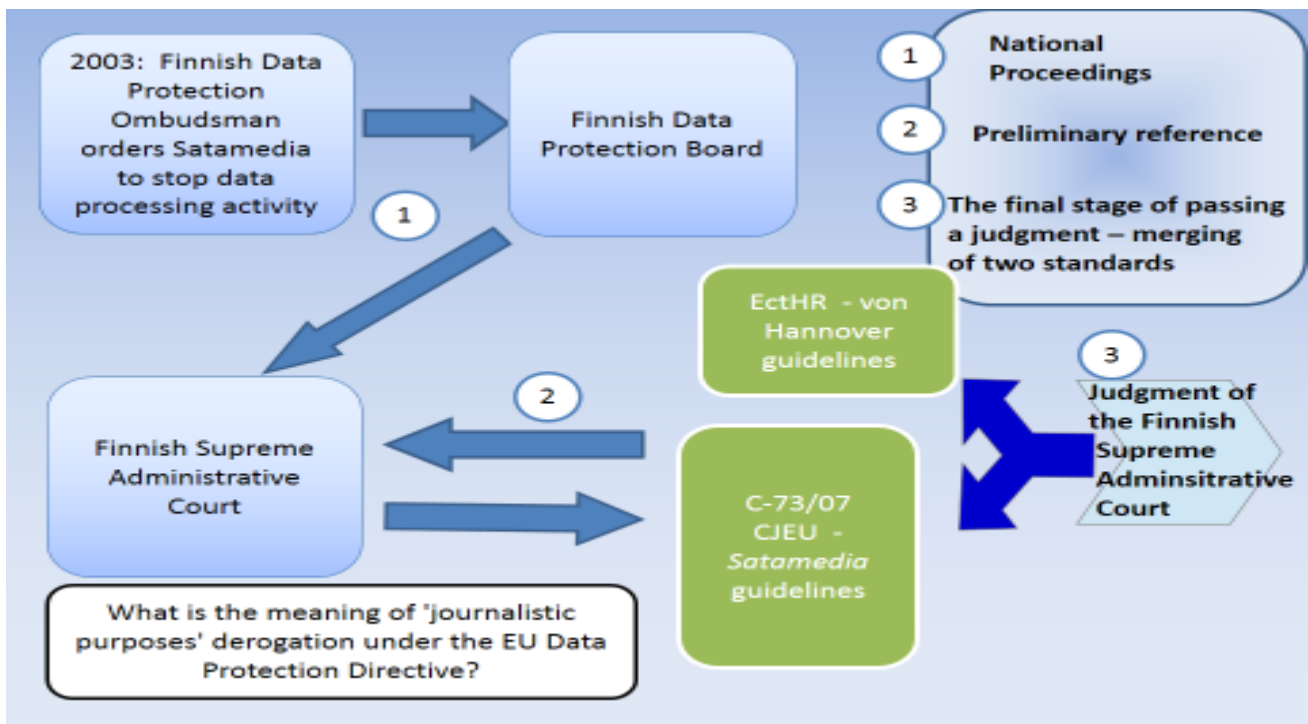 2003: Finnish Data
Protection
Ombudsman
orders Satamedia
to stop data
processing activity
Finnish Data
Protection Board
1
National
Proceedings
2
Preliminary reference
3
The final stage of passing
a judgment – merging
of two standards
1
EctHR - von
Hannover
guidelines
3
Judgment of
the Finnish
Supreme
Adminsitrative
Court
2
Finnish Supreme
Administrative
Court
C-73/07
CJEU -
Satamedia
guidelines
What is the meaning of 'journalistic
purposes' derogation under the EU Data
Protection Directive?